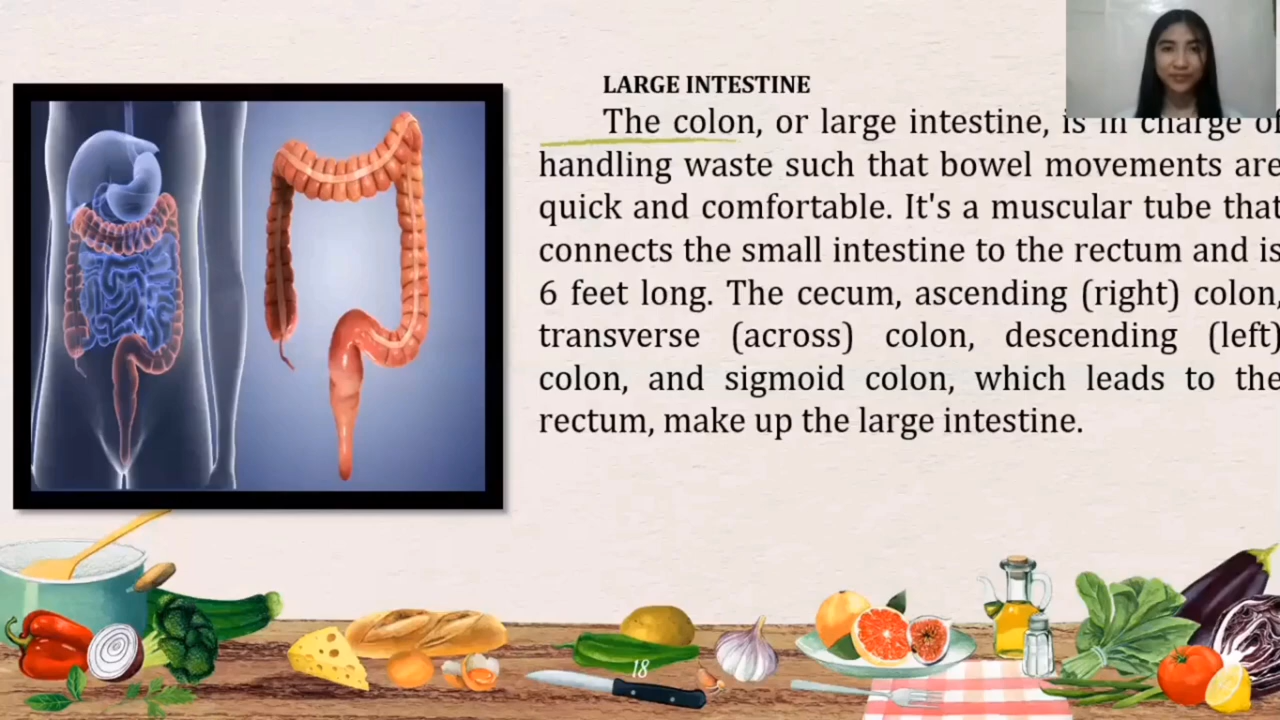 LARGE INTESTINE
The colon, or large intestine, is in charge of
handling waste such that bowel movements are
quick and comfortable. It's a muscular tube that
connects the small intestine to the rectum and is
6 feet long. The cecum, ascending (right) colon,
transverse (across) colon, descending (left)
colon, and sigmoid colon, which leads to the
rectum, make up the large intestine.
18